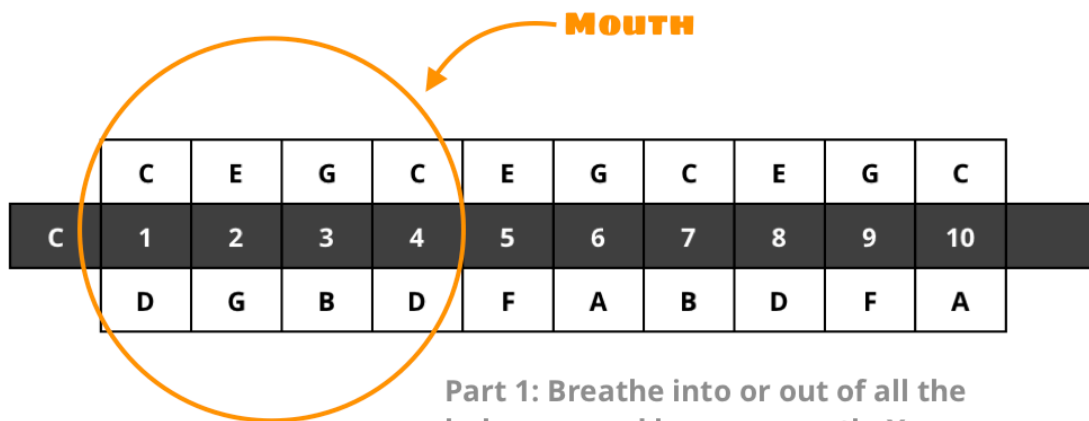 Mouth
C E G C E G C E G C
C 1 2 3 4 5 6 7 8 9 10
D G B D F A B D F A
Part 1: Breathe into or out of all the